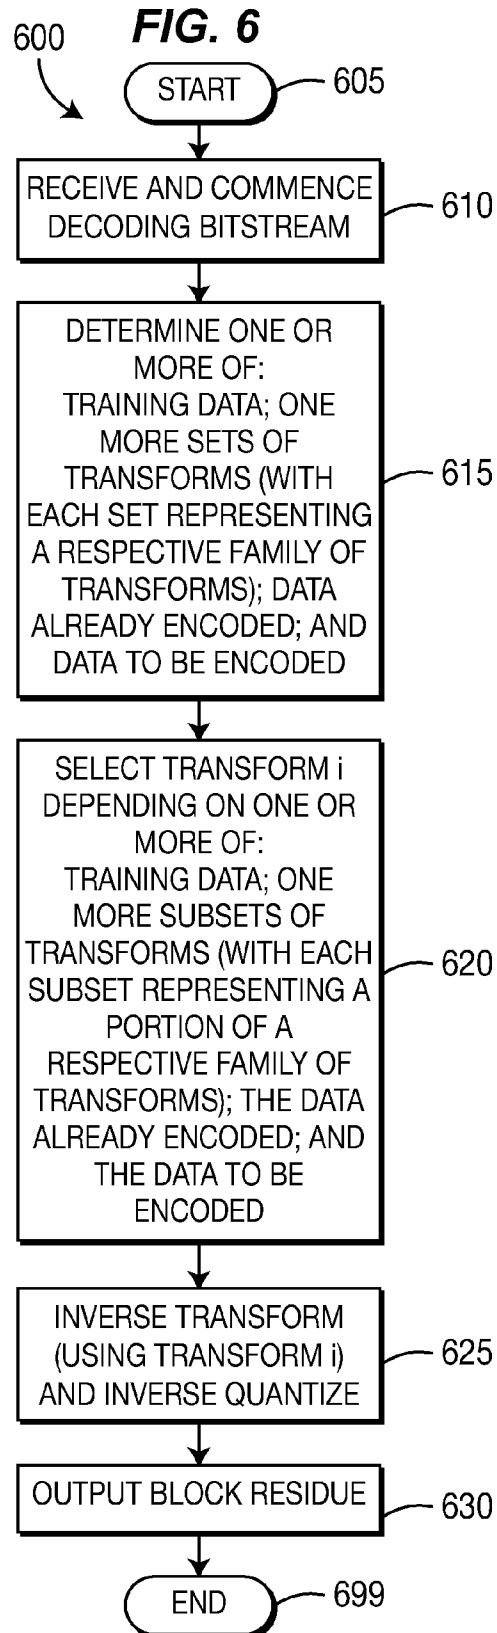 FIG. 6
600
START
605
RECEIVE AND COMMENCE
DECODING BITSTREAM
610
DETERMINE ONE OR
MORE OF:
TRAINING DATA; ONE
MORE SETS OF
TRANSFORMS (WITH
EACH SET REPRESENTING
A RESPECTIVE FAMILY OF
TRANSFORMS); DATA
ALREADY ENCODED; AND
DATA TO BE ENCODED
615
SELECT TRANSFORM i
DEPENDING ON ONE OR
MORE OF:
TRAINING DATA; ONE
MORE SUBSETS OF
TRANSFORMS (WITH EACH
SUBSET REPRESENTING A
PORTION OF A
RESPECTIVE FAMILY OF
TRANSFORMS); THE DATA
ALREADY ENCODED; AND
THE DATA TO BE
ENCODED
620
INVERSE TRANSFORM
(USING TRANSFORM i)
AND INVERSE QUANTIZE
625
OUTPUT BLOCK RESIDUE
630
END
699